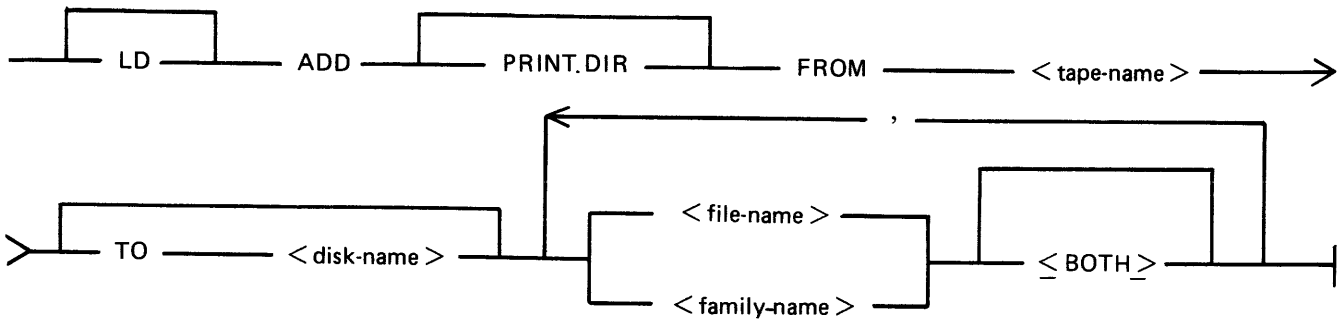 LD ADD PRINT.DIR FROM <tape-name>
,
<file-name>
TO <disk-name> <BOTH>
<family-name>